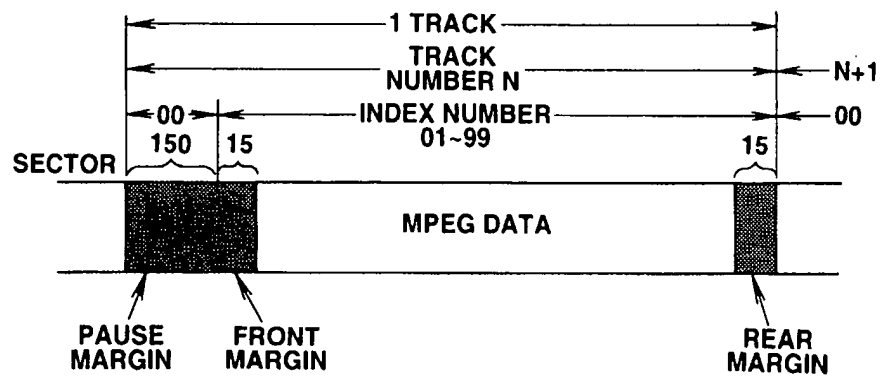 1 TRACK
TRACK
NUMBER N
N+1
00
INDEX NUMBER
01~99
00
150
15
15
SECTOR
MPEG DATA
PAUSE
MARGIN
FRONT
MARGIN
REAR
MARGIN